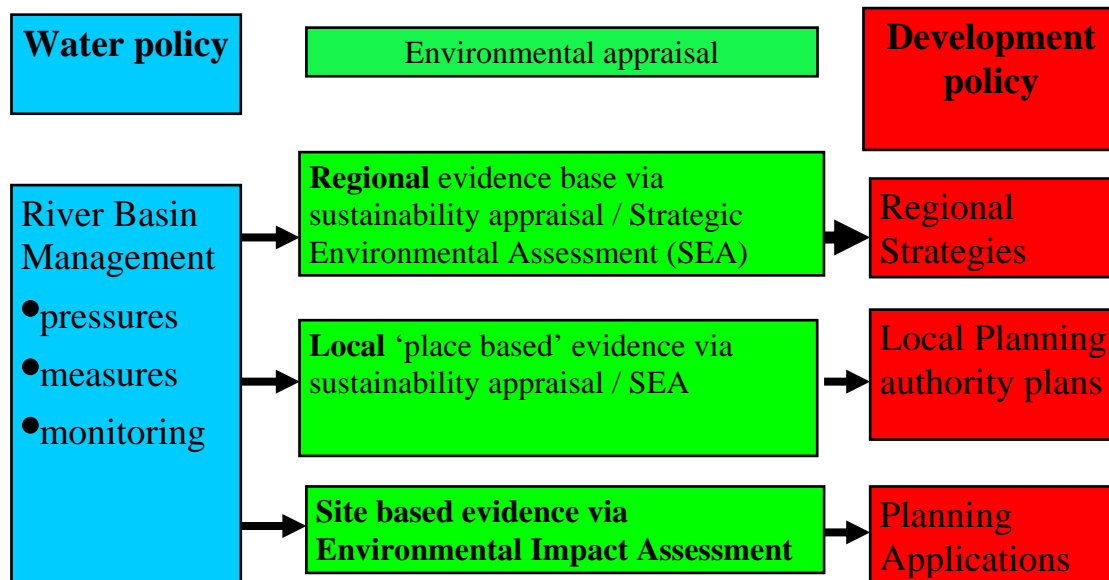 Water policy
Environmental appraisal
Development
policy
River Basin
Management
•pressures
•measures
•monitoring
Regional evidence base via
sustainability appraisal / Strategic
Environmental Assessment (SEA)
Regional
Strategies
Local ‘place based’ evidence via
sustainability appraisal / SEA
Local Planning
authority plans
Site based evidence via
Environmental Impact Assessment
Planning
Applications